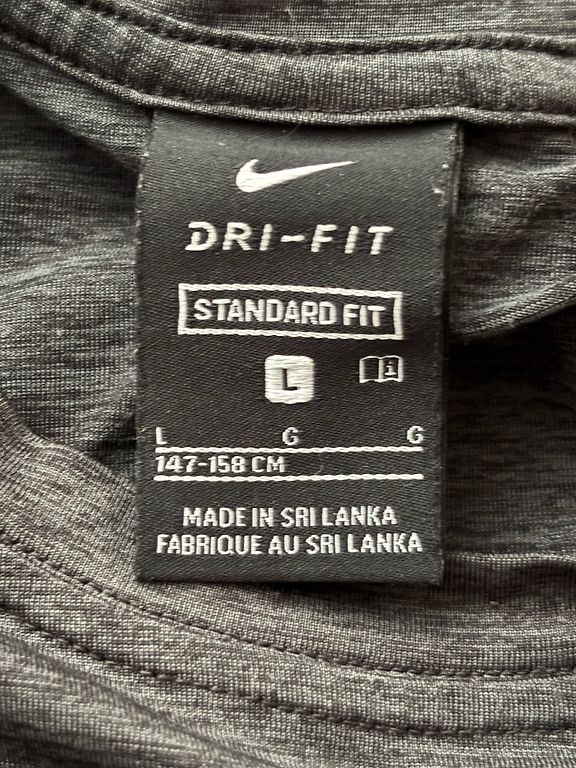 DRI-FIT
STANDARD FIT
L
i
L G G
147-158 CM
MADE IN SRI LANKA
FABRIQUE AU SRI LANKA